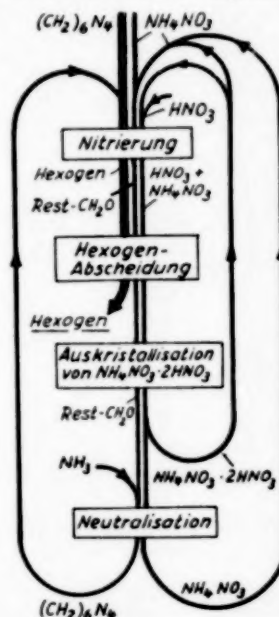 (CH₂)₆N₄
NH₄NO₃
HNO₃
Nitrierung
Hexogen
HNO₃ +
NH₄NO₃
Rest-CH₂O
Hexogen-
Abscheidung
Hexogen
Auskristallisation
von NH₄NO₃·2HNO₃
Rest-CH₂O
NH₃
NH₄NO₃·2HNO₃
Neutralisation
NH₄NO₃
(CH₂)₆N₄